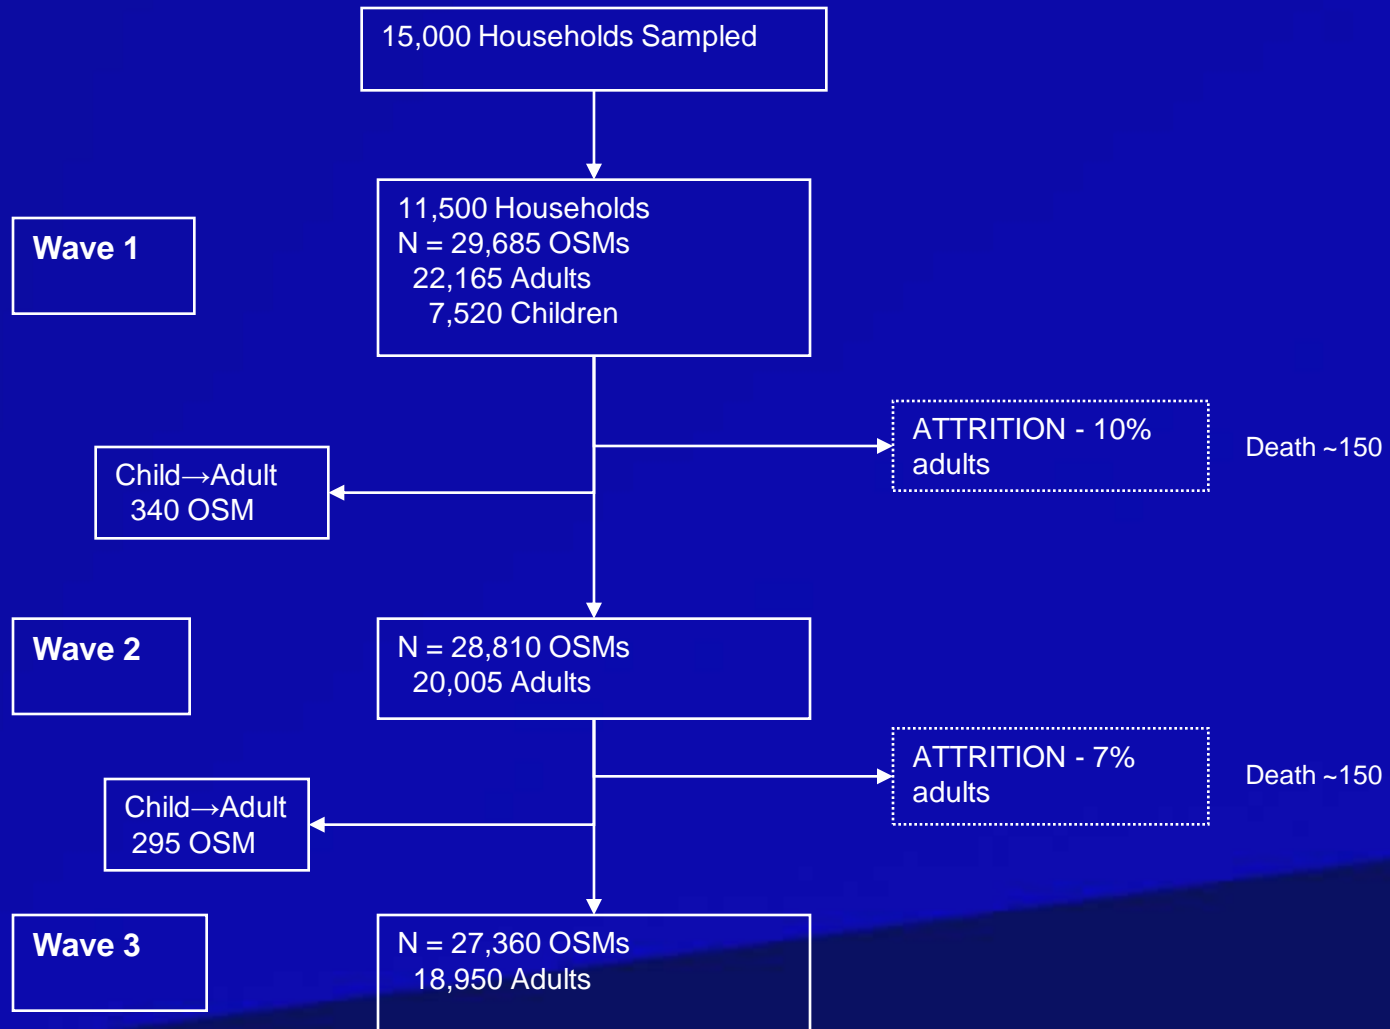 15,000 Households Sampled
Wave 1
11,500 Households
N = 29,685 OSMs
22,165 Adults
7,520 Children
ATTRITION - 10%
adults
Death ~150
Child→Adult
340 OSM
Wave 2
N = 28,810 OSMs
20,005 Adults
ATTRITION - 7%
adults
Death ~150
Child→Adult
295 OSM
Wave 3
N = 27,360 OSMs
18,950 Adults